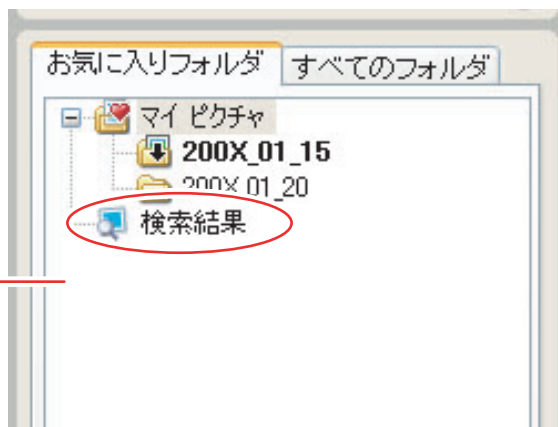 お気に入りフォルダ すべてのフォルダ
マイ ピクチャ
200X_01_15
200X_01_20
検索結果